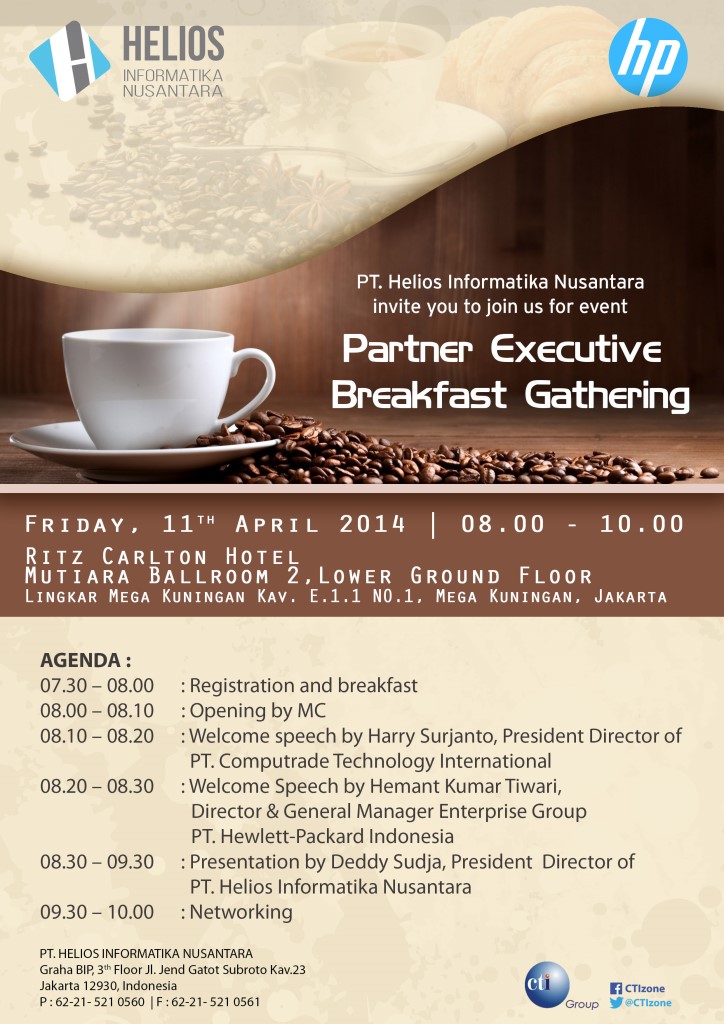 HELIOS
INFORMATIKA
NUSANTARA
hp
PT. Helios Informatika Nusantara
invite you to join us for event
Partner Executive
Breakfast Gathering
Friday, 11th April 2014 | 08.00 - 10.00
Ritz Carlton Hotel
Mutiara Ballroom 2,Lower Ground Floor
Lingkar Mega Kuningan Kav. E.1.1 NO.1, Mega Kuningan, Jakarta
AGENDA :
07.30 – 08.00 : Registration and breakfast
08.00 – 08.10 : Opening by MC
08.10 – 08.20 : Welcome speech by Harry Surjanto, President Director of
PT. Computrade Technology International
08.20 – 08.30 : Welcome Speech by Hemant Kumar Tiwari,
Director & General Manager Enterprise Group
PT. Hewlett-Packard Indonesia
08.30 – 09.30 : Presentation by Deddy Sudja, President Director of
PT. Helios Informatika Nusantara
09.30 – 10.00 : Networking
PT. HELIOS INFORMATIKA NUSANTARA
Graha BIP, 3th Floor Jl. Jend Gatot Subroto Kav.23
Jakarta 12930, Indonesia
P : 62-21- 521 0560 | F : 62-21- 521 0561
cti Group
CTIzone
@CTIzone